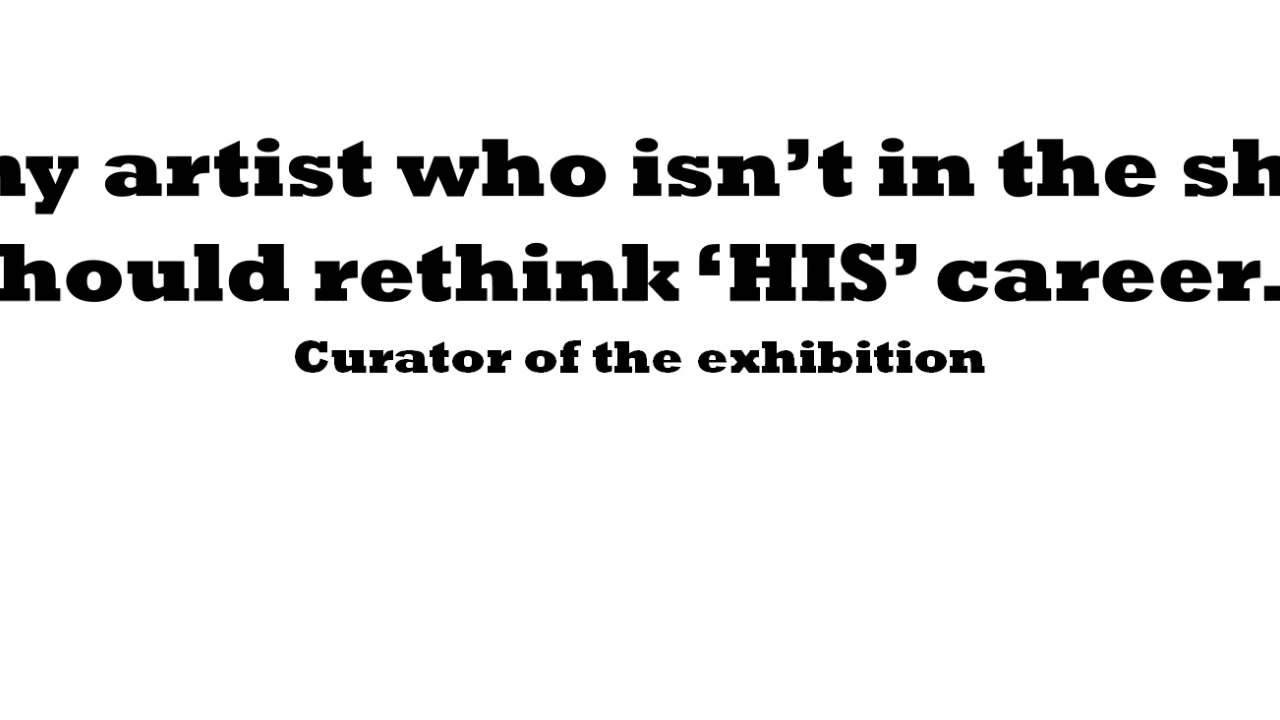 ny artist who isn’t in the sh
hould rethink ‘HIS’ career.
Curator of the exhibition